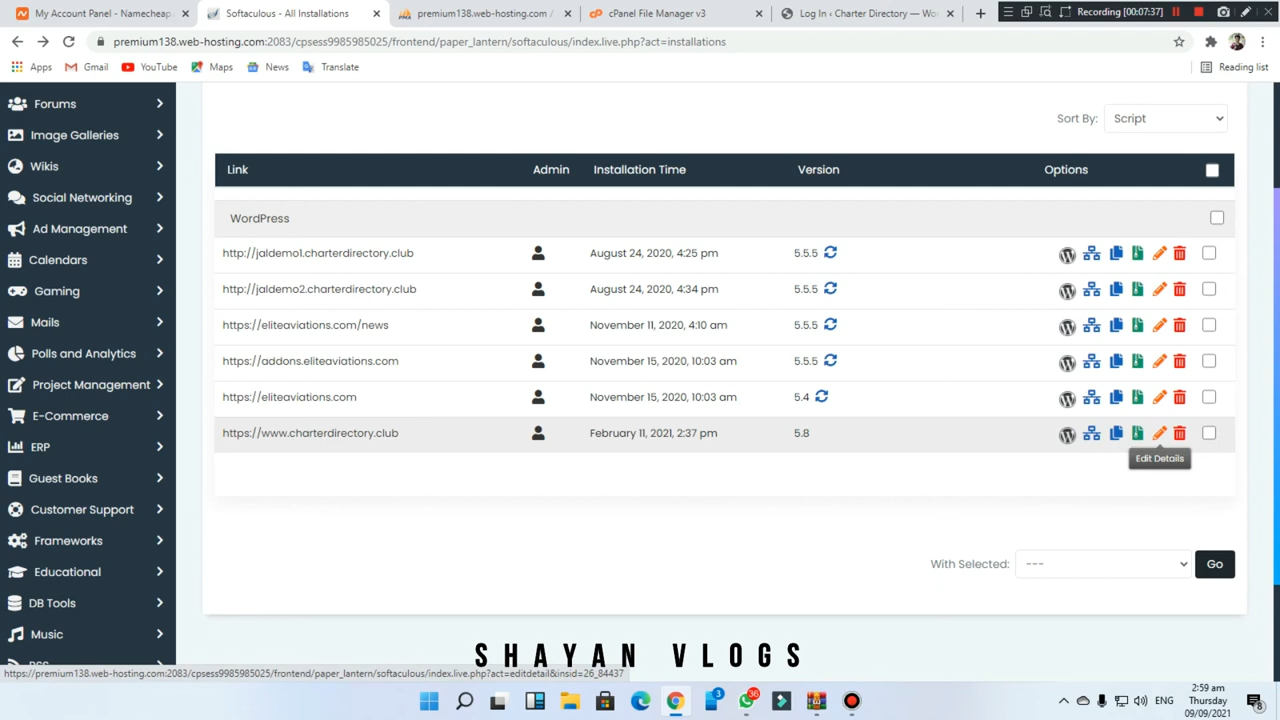 My Account Panel - Namecheap
Softaculous - All Installations
premium138.web-hosting.com
cPanel File Manager v3
Log In ‹ Charter Directory — Wo
Recording [00:07:37]
premium138.web-hosting.com:2083/cpsess9985985025/frontend/paper_lantern/softaculous/index.live.php?act=installations
Apps Gmail YouTube Maps News Translate Reading list
Forums
Image Galleries
Wikis
Social Networking
Ad Management
Calendars
Gaming
Mails
Polls and Analytics
Project Management
E-Commerce
ERP
Guest Books
Customer Support
Frameworks
Educational
DB Tools
Music
RSS
Sort By: Script
Link Admin Installation Time Version Options
WordPress
http://jaldemo1.charterdirectory.club August 24, 2020, 4:25 pm 5.5.5
http://jaldemo2.charterdirectory.club August 24, 2020, 4:34 pm 5.5.5
https://eliteaviations.com/news November 11, 2020, 4:10 am 5.5.5
https://addons.eliteaviations.com November 15, 2020, 10:03 am 5.5.5
https://eliteaviations.com November 15, 2020, 10:03 am 5.4
https://www.charterdirectory.club February 11, 2021, 2:37 pm 5.8
Edit Details
With Selected: --- Go
SHAYAN VLOGS
https://premium138.web-hosting.com:2083/cpsess9985985025/frontend/paper_lantern/softaculous/index.live.php?act=editdetail&insid=26_84437
3
36
ENG
2:59 am
Thursday
09/09/2021
8